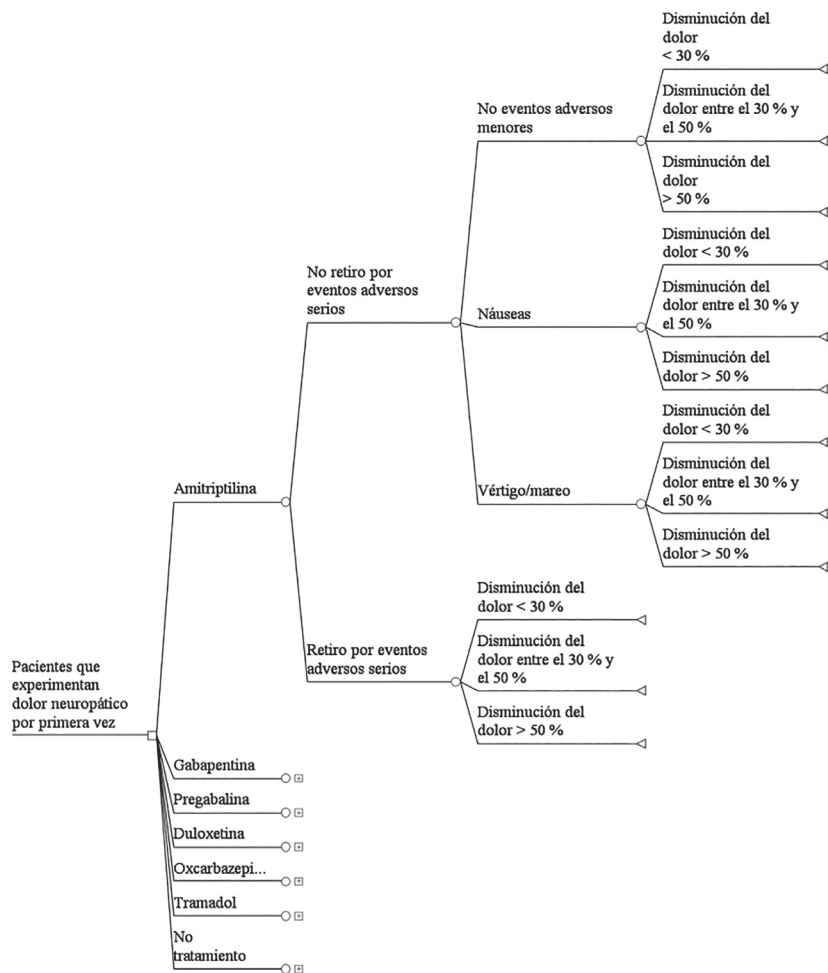 Disminución del
dolor
< 30 %
Disminución del
dolor entre el 30 % y
el 50 %
Disminución del
dolor
> 50 %
No eventos adversos
menores
Disminución del
dolor < 30 %
Disminución del
dolor entre el 30 % y
el 50 %
Disminución del
dolor > 50 %
Náuseas
No retiro por
eventos adversos
serios
Disminución del
dolor < 30 %
Disminución del
dolor entre el 30 % y
el 50 %
Disminución del
dolor > 50 %
Vértigo/mareo
Amitriptilina
Disminución del
dolor < 30 %
Disminución del
dolor entre el 30 % y
el 50 %
Disminución del
dolor > 50 %
Retiro por eventos
adversos serios
Pacientes que
experimentan
dolor neuropático
por primera vez
Gabapentina
Pregabalina
Duloxetina
Oxcarbazepi...
Tramadol
No
tratamiento